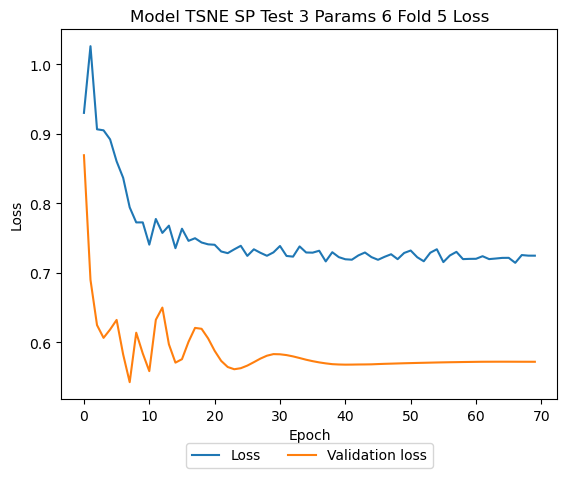 Model TSNE SP Test 3 Params 6 Fold 5 Loss
1.0
0.9
0.8
0.7
0.6
Loss
0 10 20 30 40 50 60 70
Epoch
Loss Validation loss